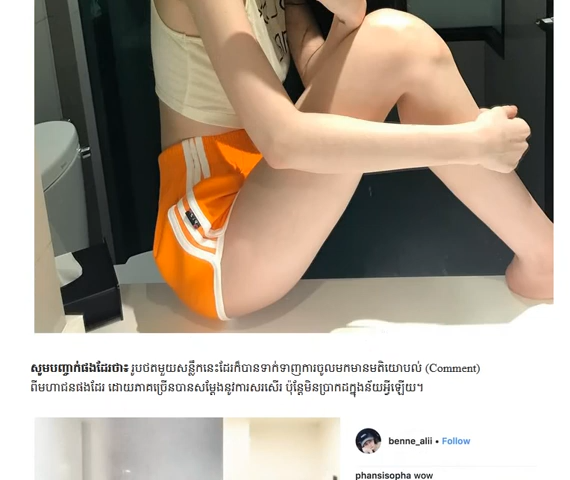 សូមបញ្ជាក់ផងដែរថា៖ រូបថតមួយសន្លឹកនេះដែរក៏បានទាក់ទាញការចូលមកមានមតិយោបល់ (Comment)
ពីមហាជនផងដែរ ដោយភាគច្រើនបានសម្តែងនូវការសរសើរ ប៉ុន្តែមិនប្រាកដក្នុងន័យអ្វីឡើយ។
benne_alii • Follow
phansisopha wow